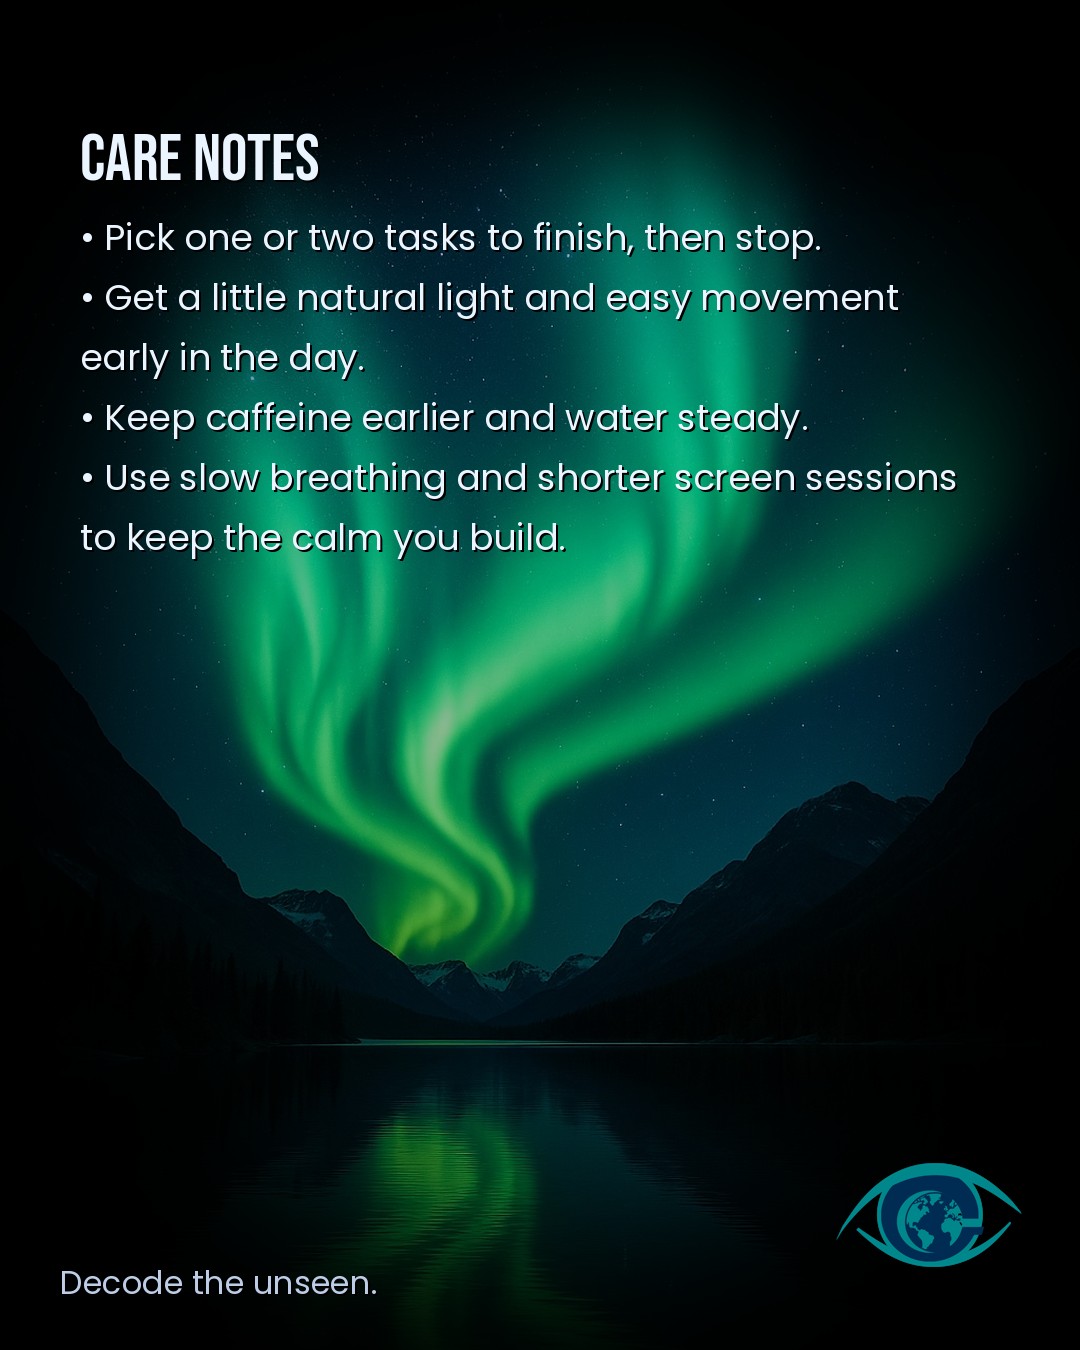 CARE NOTES
• Pick one or two tasks to finish, then stop.
• Get a little natural light and easy movement
early in the day.
• Keep caffeine earlier and water steady.
• Use slow breathing and shorter screen sessions
to keep the calm you build.
Decode the unseen.